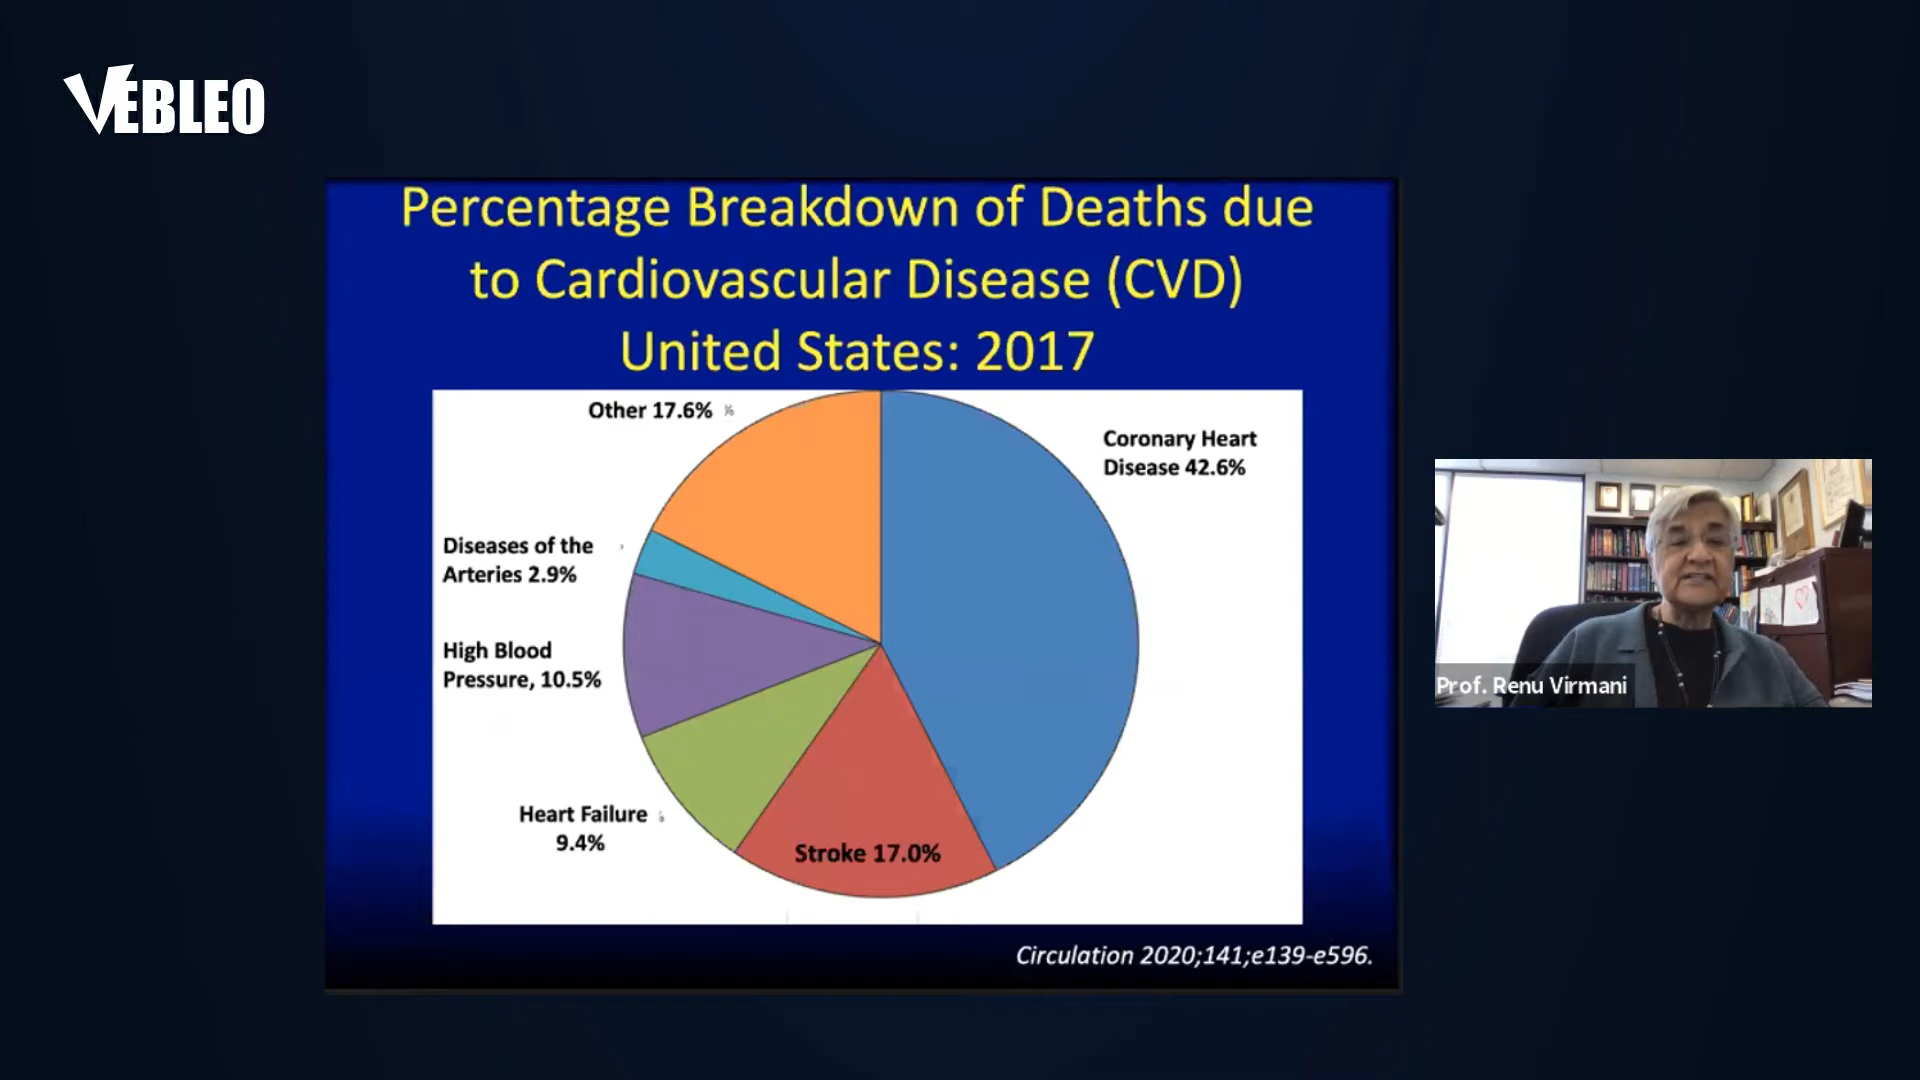 VEBLEO
Percentage Breakdown of Deaths due
to Cardiovascular Disease (CVD)
United States: 2017
Other 17.6%
Coronary Heart
Disease 42.6%
Diseases of the
Arteries 2.9%
High Blood
Pressure, 10.5%
Heart Failure
9.4%
Stroke 17.0%
Circulation 2020;141;e139-e596.
Prof. Renu Virmani